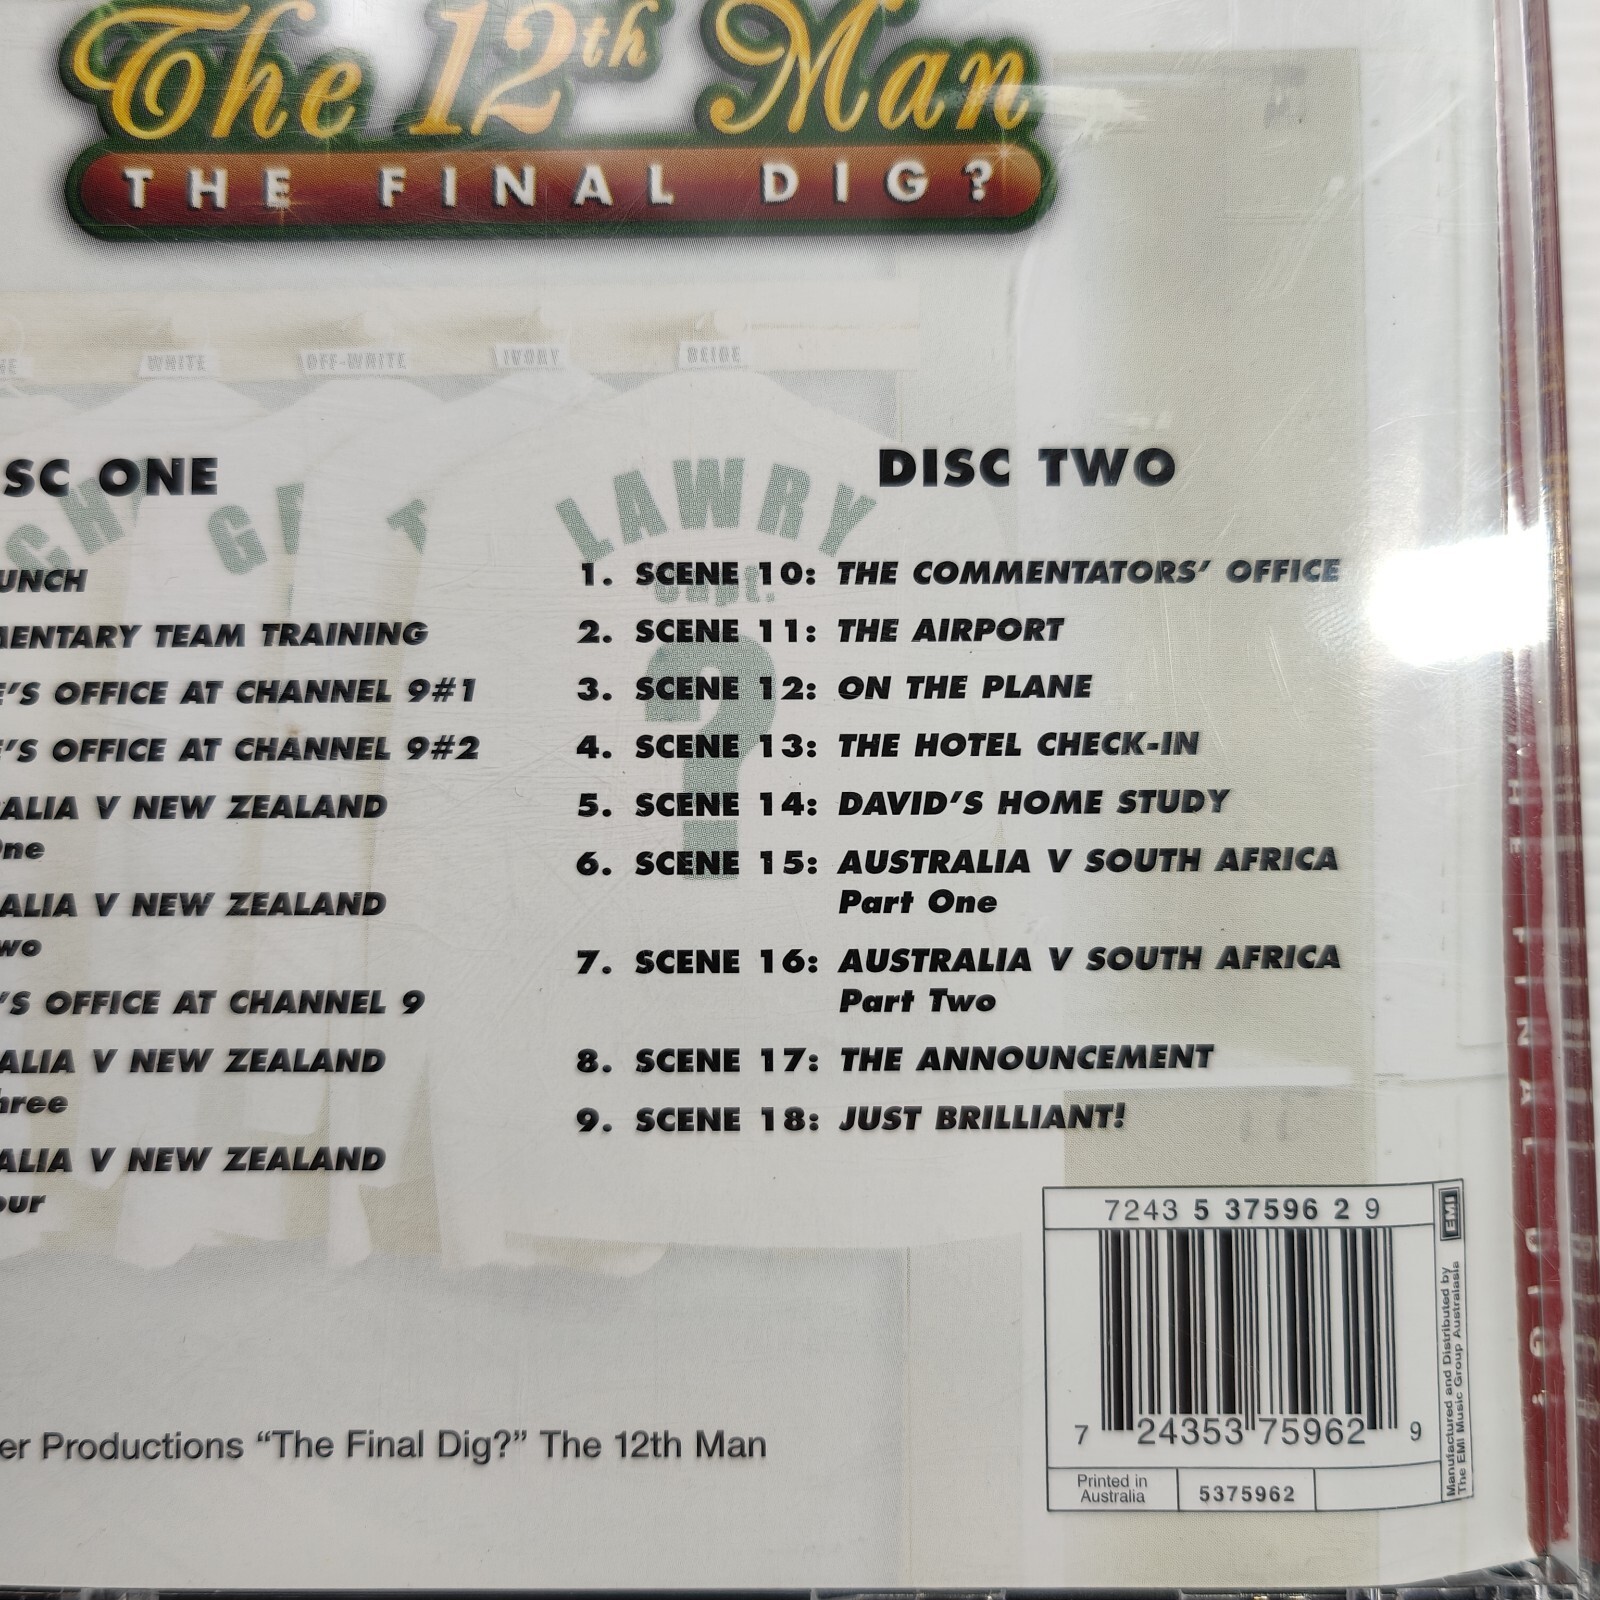 The 12th Man
THE FINAL DIG?
WHITE
OFF-WHITE
IVORY
BEIGE
LAWRY
Capt.
?
SC ONE
UNCH
MENTARY TEAM TRAINING
E'S OFFICE AT CHANNEL 9#1
E'S OFFICE AT CHANNEL 9#2
ALIA V NEW ZEALAND
One
ALIA V NEW ZEALAND
wo
'S OFFICE AT CHANNEL 9
ALIA V NEW ZEALAND
hree
ALIA V NEW ZEALAND
our
DISC TWO
1. SCENE 10: THE COMMENTATORS' OFFICE
2. SCENE 11: THE AIRPORT
3. SCENE 12: ON THE PLANE
4. SCENE 13: THE HOTEL CHECK-IN
5. SCENE 14: DAVID'S HOME STUDY
6. SCENE 15: AUSTRALIA V SOUTH AFRICA
Part One
7. SCENE 16: AUSTRALIA V SOUTH AFRICA
Part Two
8. SCENE 17: THE ANNOUNCEMENT
9. SCENE 18: JUST BRILLIANT!
er Productions “The Final Dig?” The 12th Man
7243 5 37596 2 9
7 24353 75962 9
Printed in
Australia
5375962
EMI
Manufactured and Distributed by
The EMI Music Group Australasia
THE FINAL DIG?